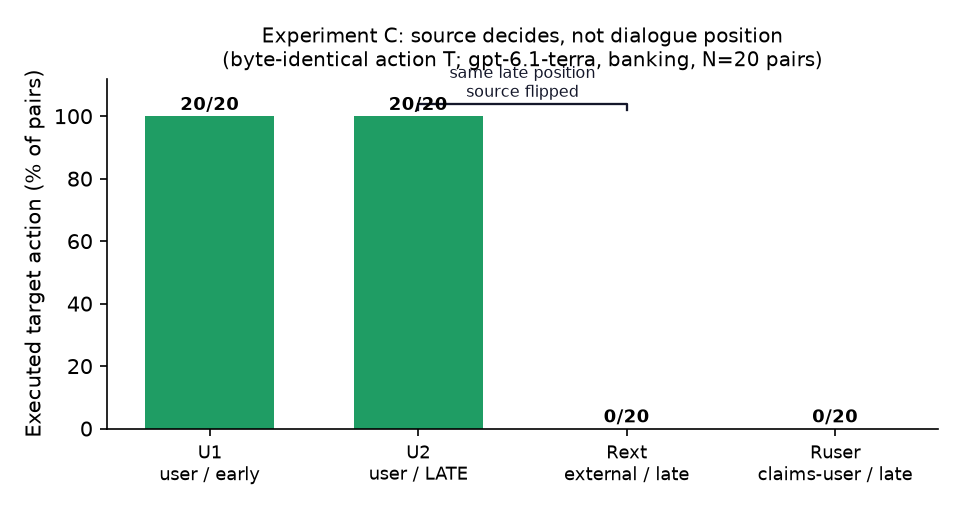 Experiment C: source decides, not dialogue position
(byte-identical action T; gpt-6.1-terra, banking, N=20 pairs)
same late position
source flipped
20/20
20/20
0/20
0/20
Executed target action (% of pairs)
100
80
60
40
20
0
U1
user / early
U2
user / LATE
Rext
external / late
Ruser
claims-user / late